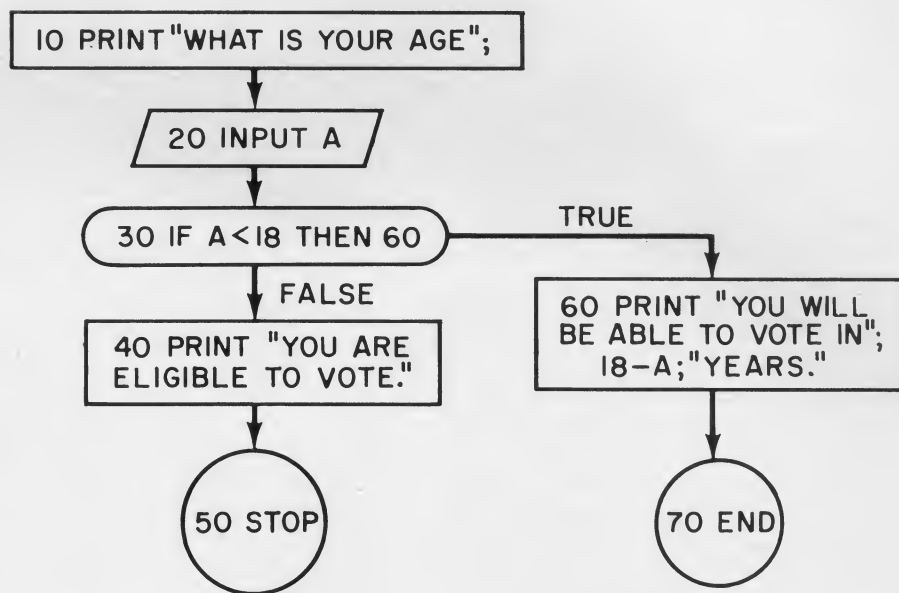 10 PRINT "WHAT IS YOUR AGE";
20 INPUT A
30 IF A<18 THEN 60
TRUE
FALSE
40 PRINT "YOU ARE
ELIGIBLE TO VOTE."
60 PRINT "YOU WILL
BE ABLE TO VOTE IN";
18-A;"YEARS."
50 STOP
70 END